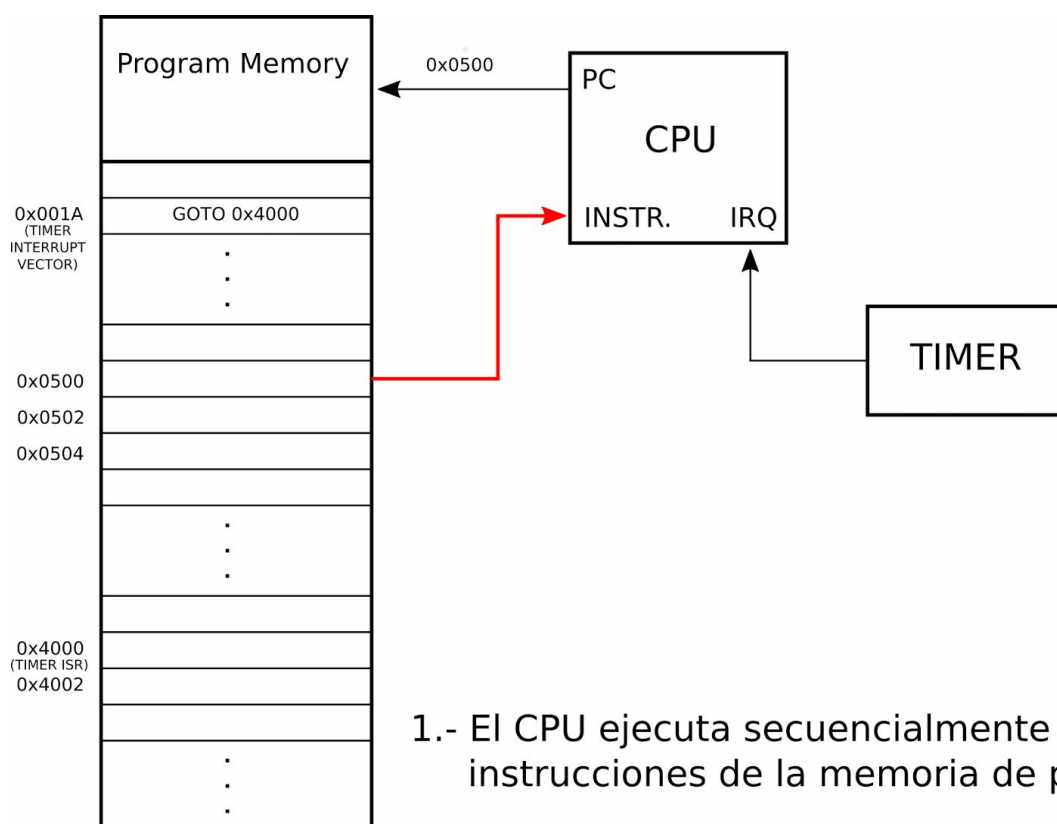 Program Memory
0x0500
PC
CPU
INSTR. IRQ
0x001A
(TIMER
INTERRUPT
VECTOR)
GOTO 0x4000
TIMER
0x0500
0x0502
0x0504
0x4000
(TIMER ISR)
0x4002
1.- El CPU ejecuta secuencialmente
instrucciones de la memoria de